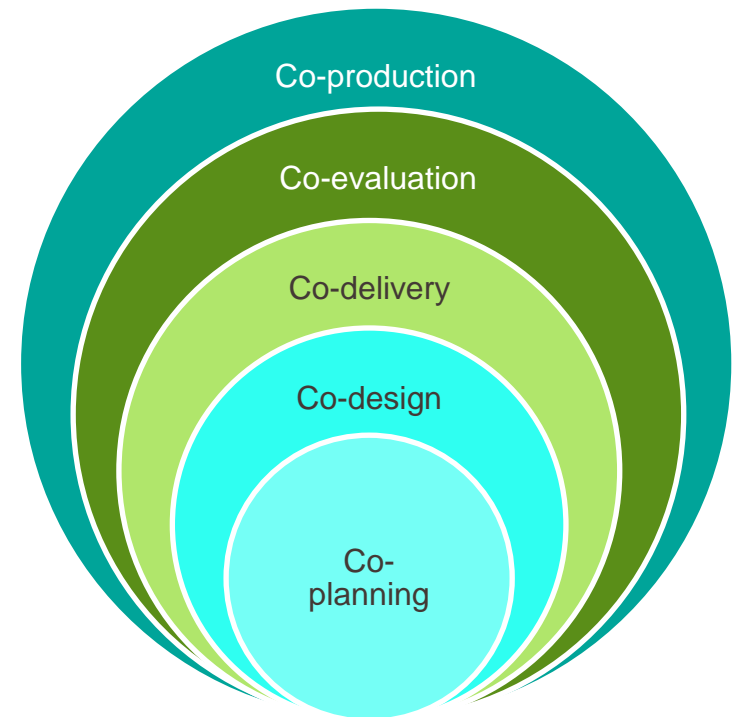 Co-production
Co-evaluation
Co-delivery
Co-design
Co-
planning